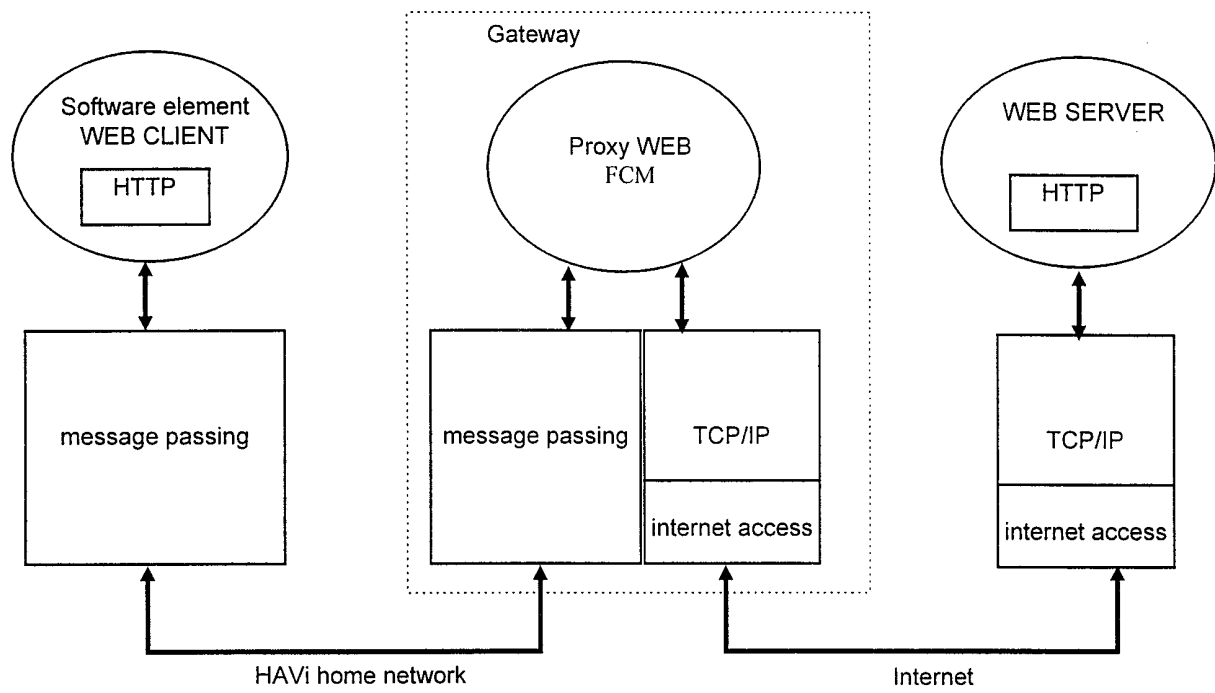 Gateway
Software element
WEB CLIENT
HTTP
Proxy WEB
FCM
WEB SERVER
HTTP
message passing
message passing
TCP/IP
internet access
TCP/IP
internet access
HAVi home network
Internet